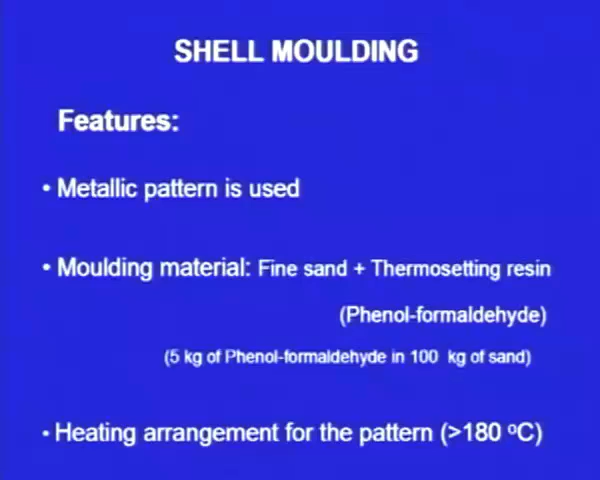 SHELL MOULDING
Features:
• Metallic pattern is used
• Moulding material: Fine sand + Thermosetting resin
(Phenol-formaldehyde)
(5 kg of Phenol-formaldehyde in 100 kg of sand)
• Heating arrangement for the pattern (>180 ºC)